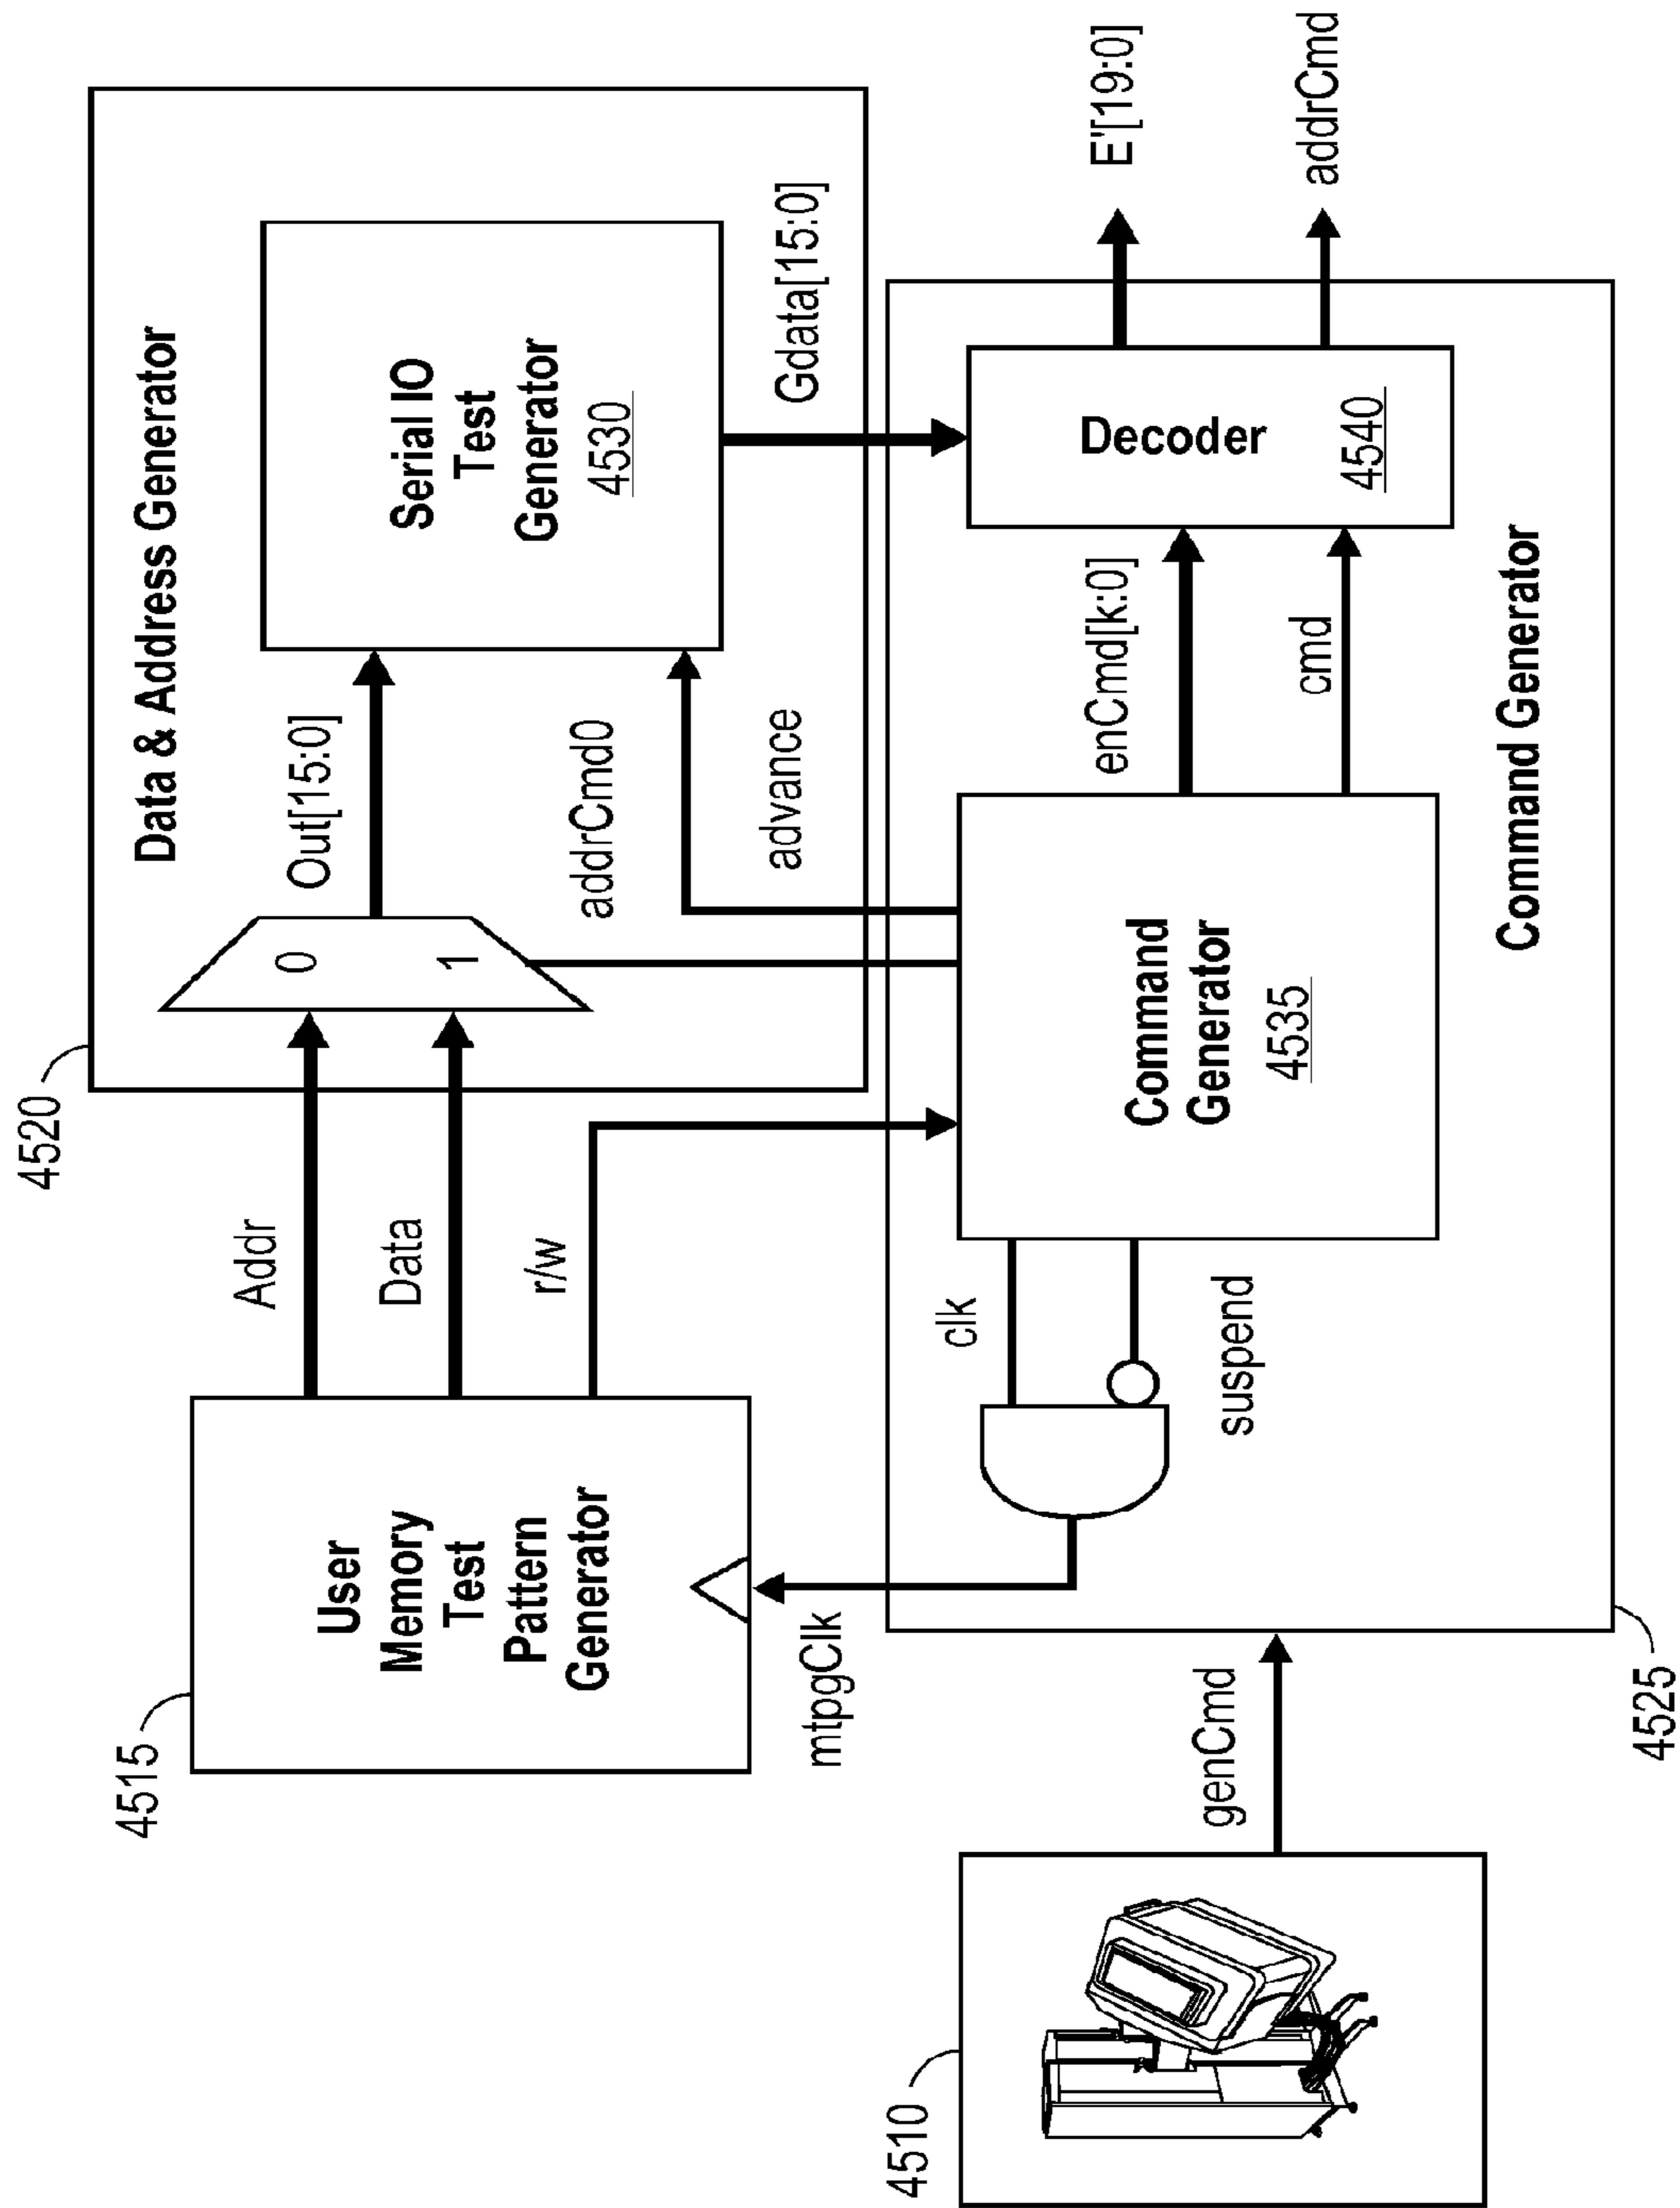 4510
genCmd
4515
User
Memory
Test
Pattern
Generator
mtpgClk
Addr
Data
r/w
4520
Data & Address Generator
0
1
Out[15:0]
addrCmd0
advance
Serial IO
Test
Generator
4530
Gdata[15:0]
4525
clk
suspend
Command
Generator
4535
enCmd[k:0]
cmd
Decoder
4540
Command Generator
E'[19:0]
addrCmd